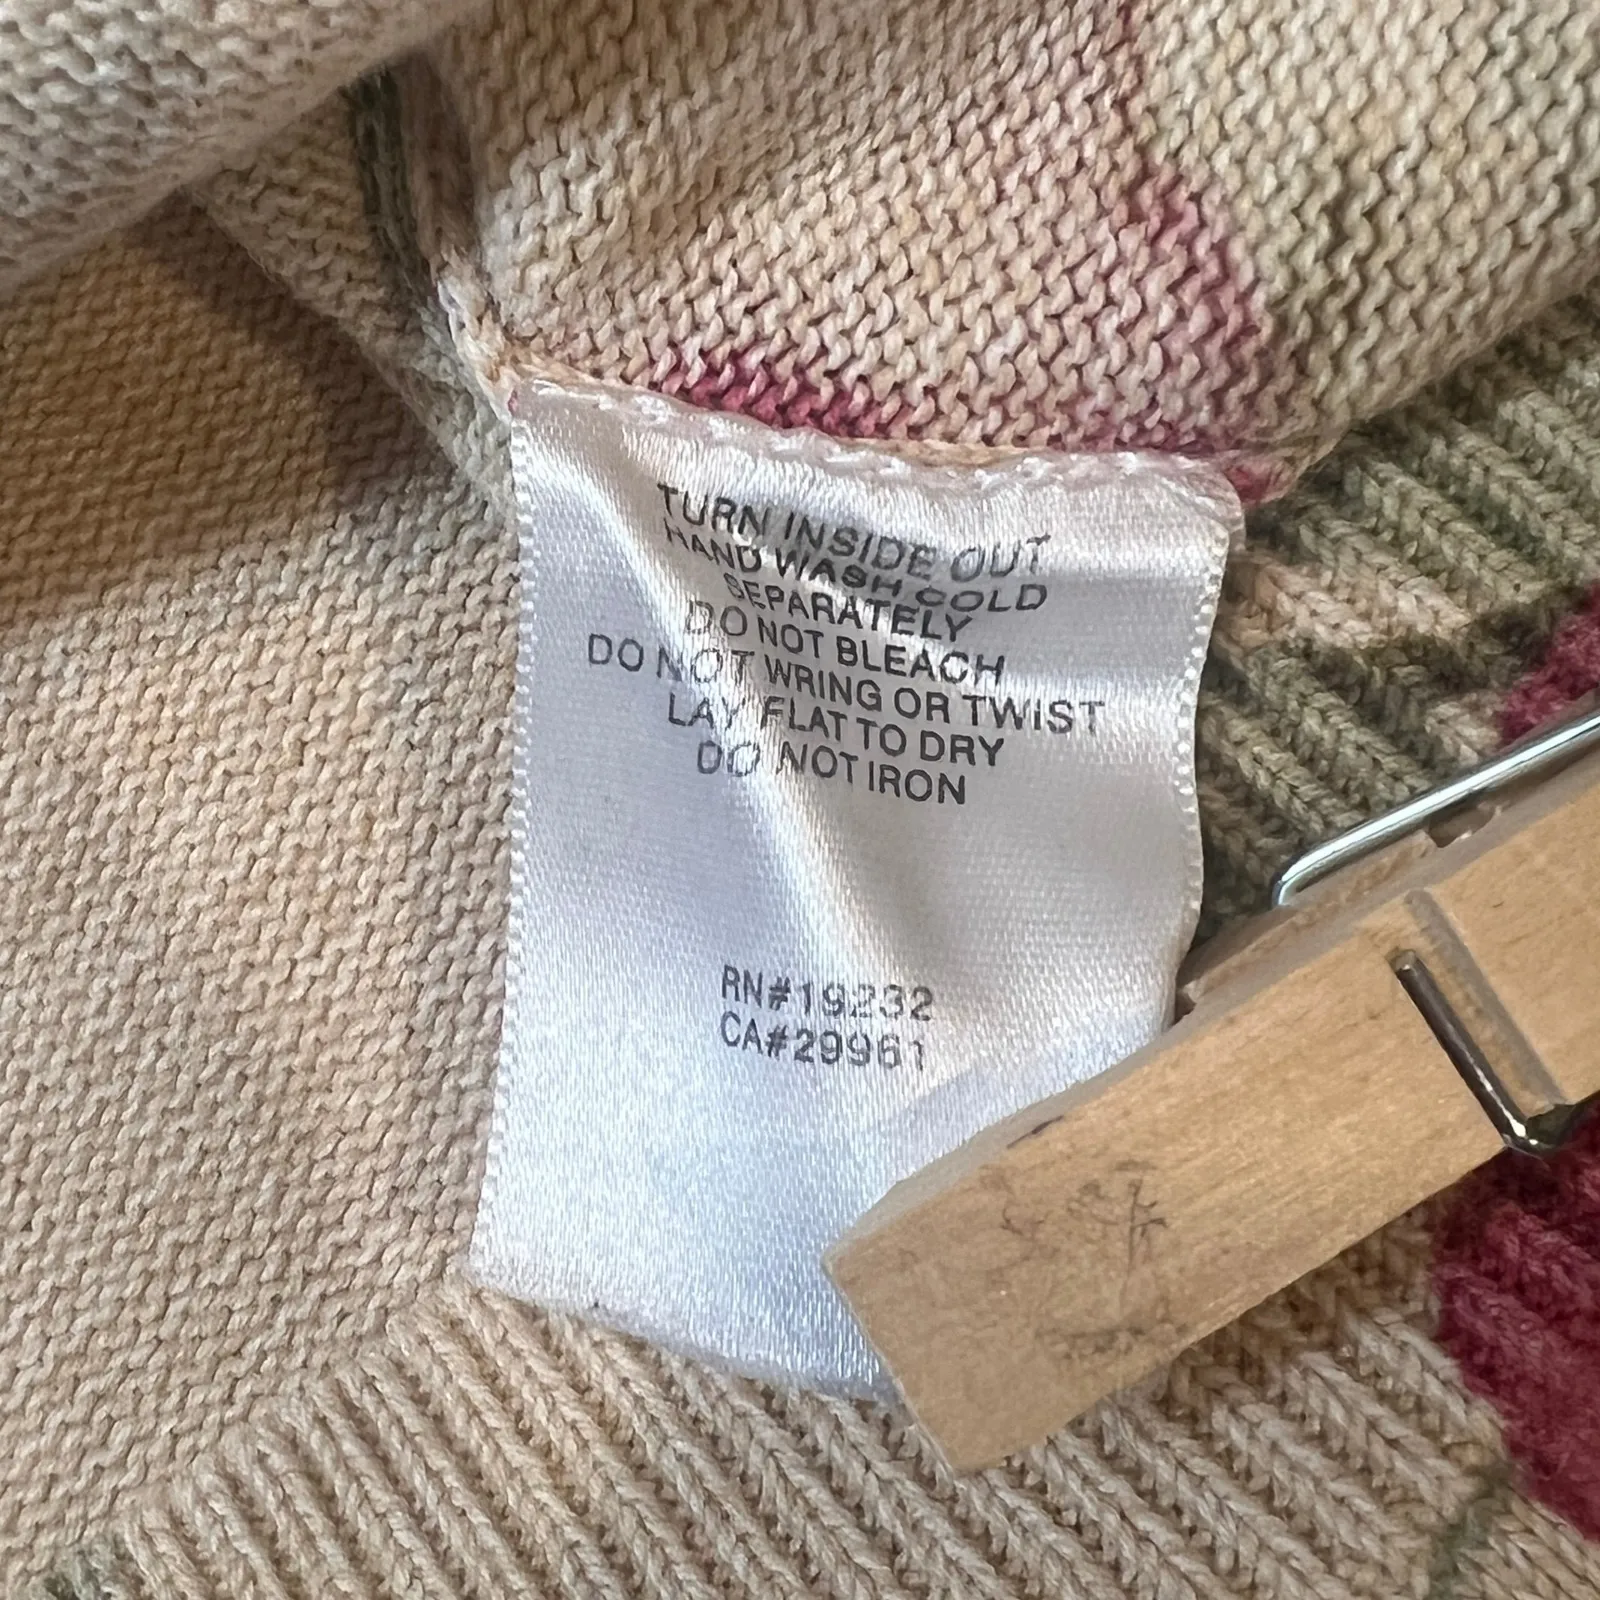 TURN INSIDE OUT
HAND WASH COLD
SEPARATELY
DO NOT BLEACH
DO NOT WRING OR TWIST
LAY FLAT TO DRY
DO NOT IRON
RN#19232
CA#29961